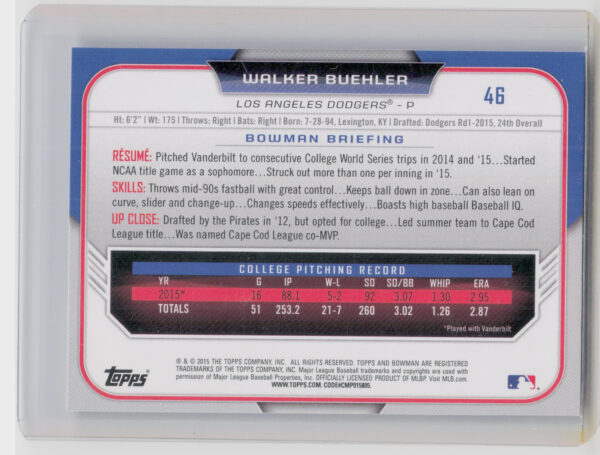 WALKER BUEHLER
46
LOS ANGELES DODGERS® - P
Ht: 6'2" | Wt: 175 | Throws: Right | Bats: Right | Born: 7-28-94, Lexington, KY | Drafted: Dodgers Rd1-2015, 24th Overall
BOWMAN BRIEFING
RÉSUMÉ: Pitched Vanderbilt to consecutive College World Series trips in 2014 and '15...Started
NCAA title game as a sophomore...Struck out more than one per inning in '15.
SKILLS: Throws mid-90s fastball with great control...Keeps ball down in zone...Can also lean on
curve, slider and change-up...Changes speeds effectively...Boasts high baseball Baseball IQ.
UP CLOSE: Drafted by the Pirates in '12, but opted for college...Led summer team to Cape Cod
League title...Was named Cape Cod League co-MVP.
COLLEGE PITCHING RECORD
YR G IP W-L SO SO/BB WHIP ERA
2015* 16 88.1 5-2 92 3.07 1.30 2.95
TOTALS 51 253.2 21-7 260 3.02 1.26 2.87
*Played with Vanderbilt
® & © 2015 THE TOPPS COMPANY, INC. ALL RIGHTS RESERVED. TOPPS AND BOWMAN ARE REGISTERED
TRADEMARKS OF THE TOPPS COMPANY, INC. Major League Baseball trademarks and copyrights are used with
permission of Major League Baseball Properties, Inc. OFFICIALLY LICENSED PRODUCT OF MLBP. Visit MLB.com.
WWW.TOPPS.COM. CODE#CMP015805.
Topps